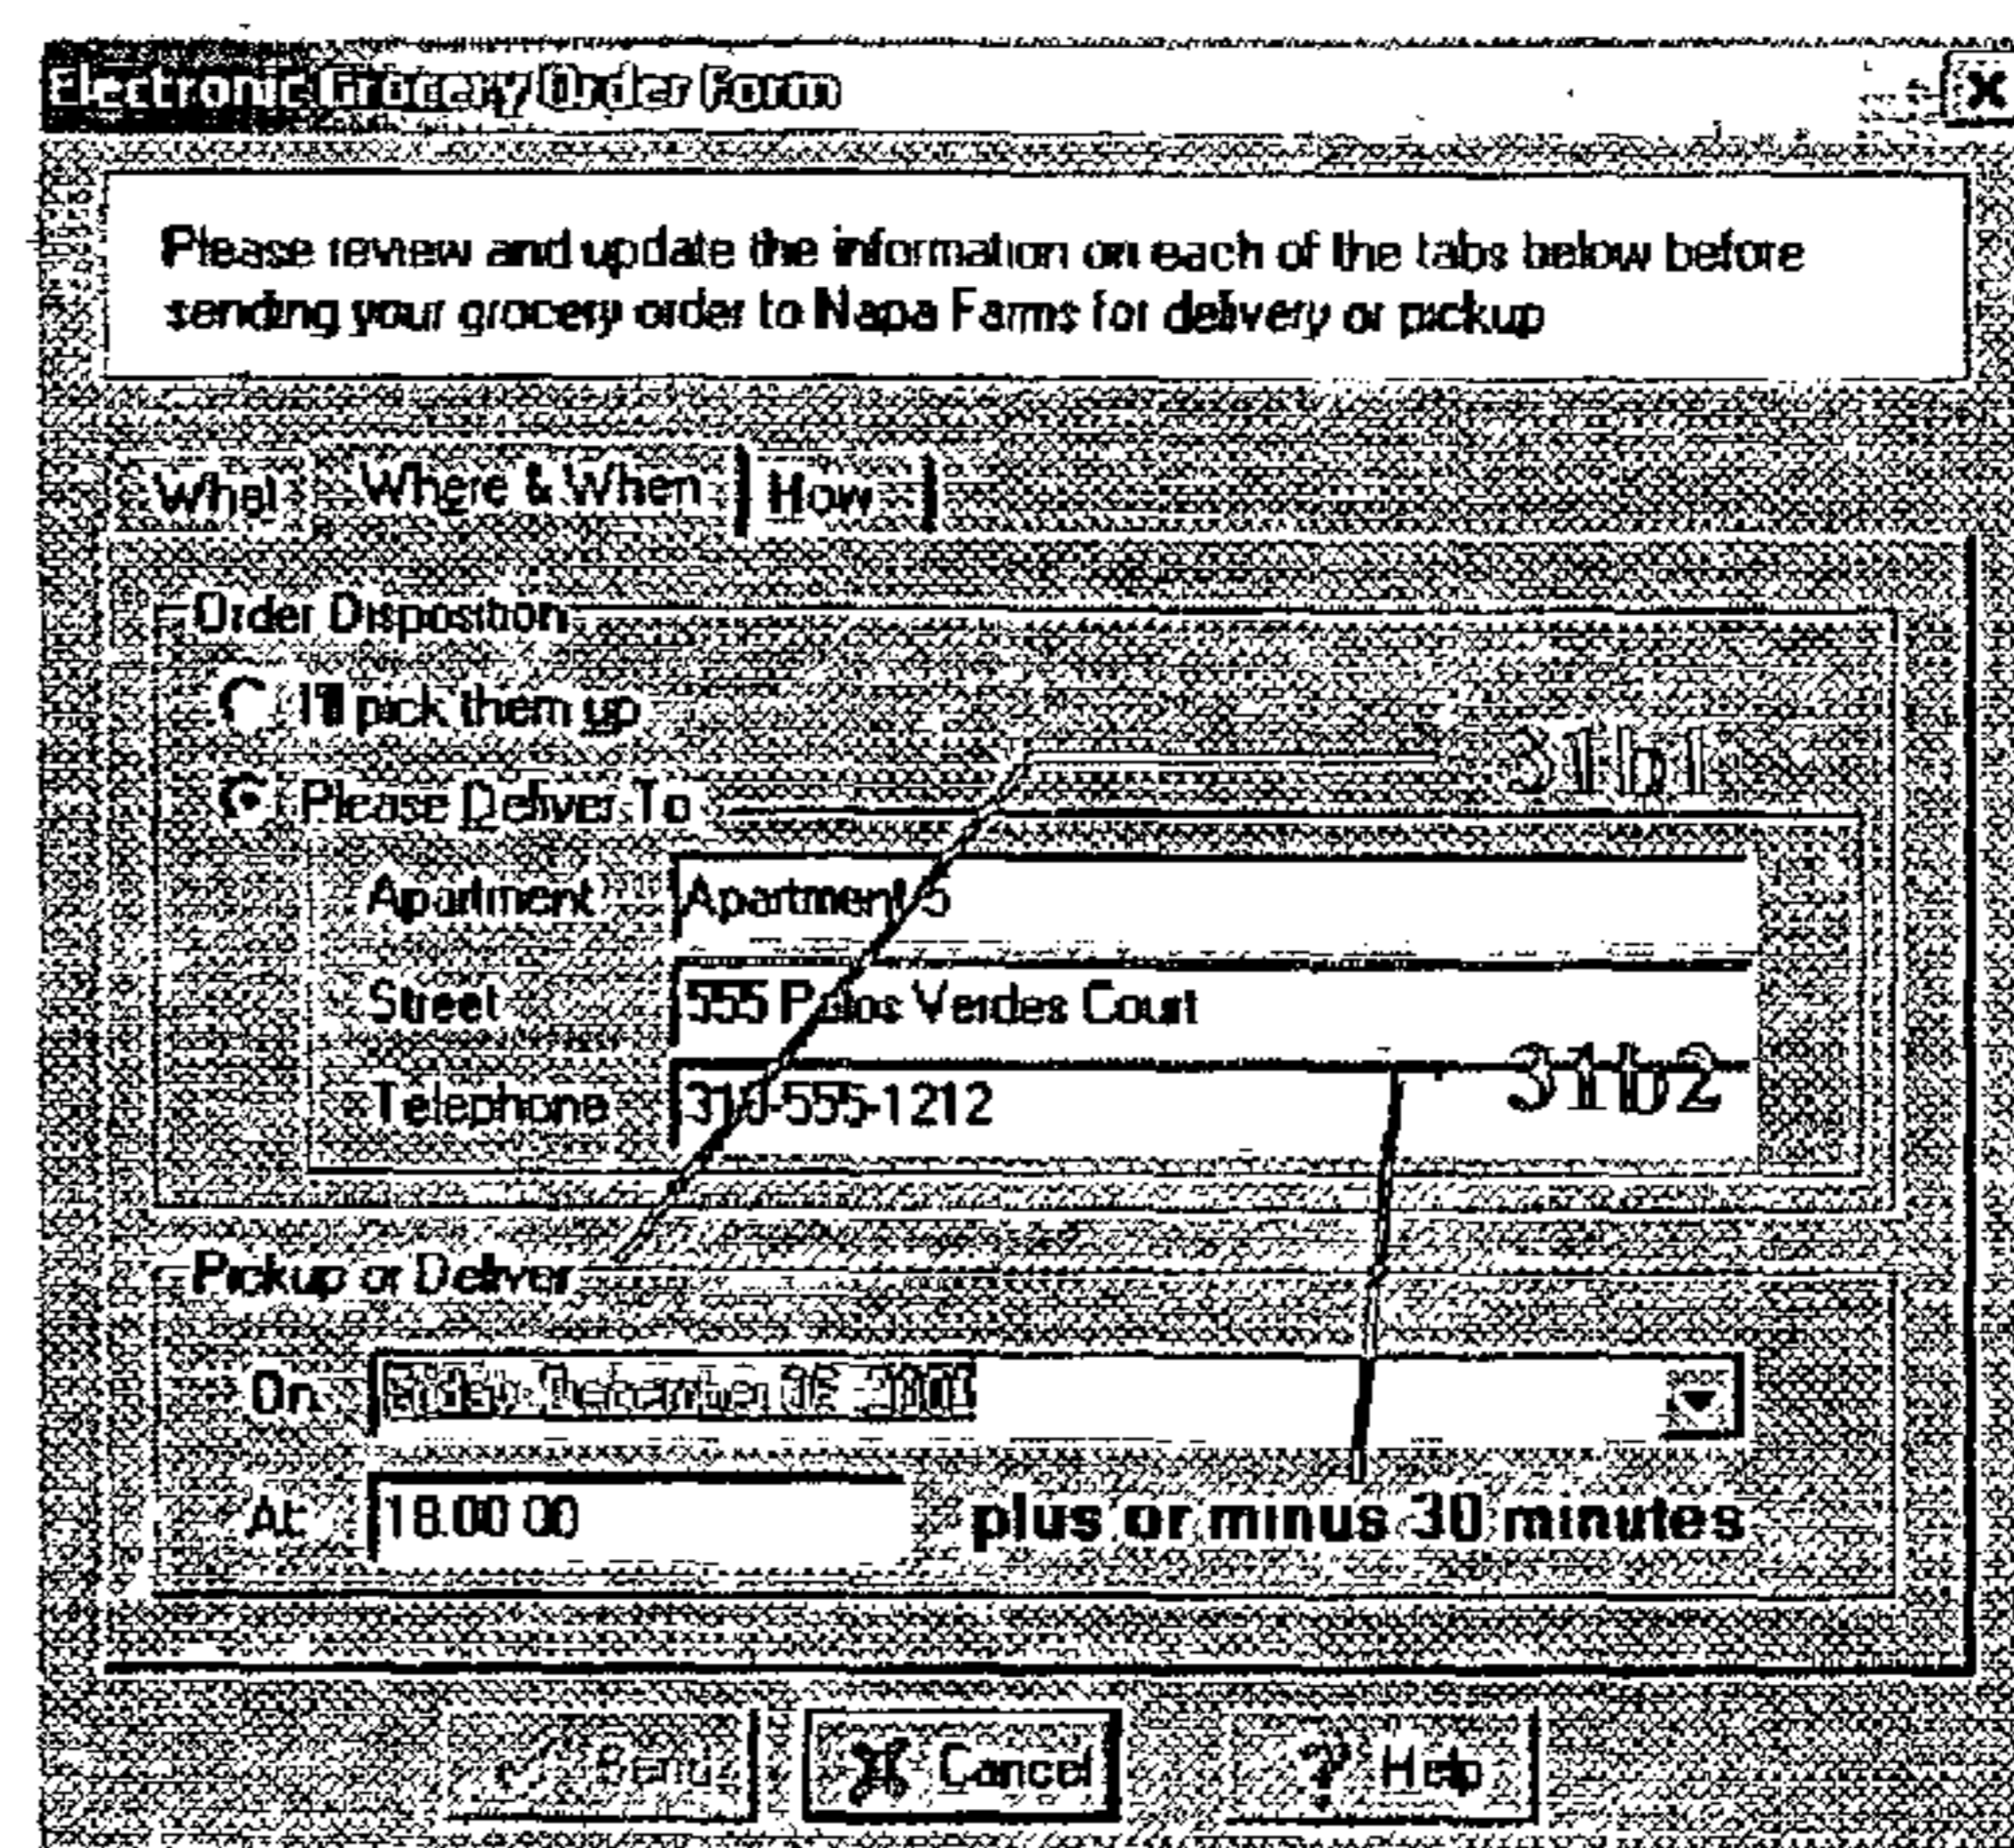 Electronic Grocery Order Form
Please review and update the information on each of the tabs below before
sending your grocery order to Napa Farms for delivery or pickup
What Where & When How
Order Disposition
I'll pick them up
31b1
Please Deliver To
Apartment Apartment 5
Street 555 Palos Verdes Court
31b2
Telephone 310-555-1212
Pickup or Deliver
On December
At 18:00:00 plus or minus 30 minutes
Send Cancel ? Help